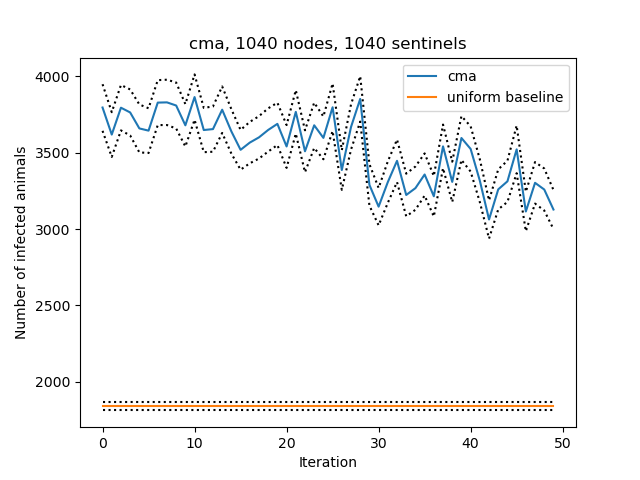 cma, 1040 nodes, 1040 sentinels
4000
3500
3000
2500
2000
Number of infected animals
cma
uniform baseline
0
10
20
30
40
50
Iteration